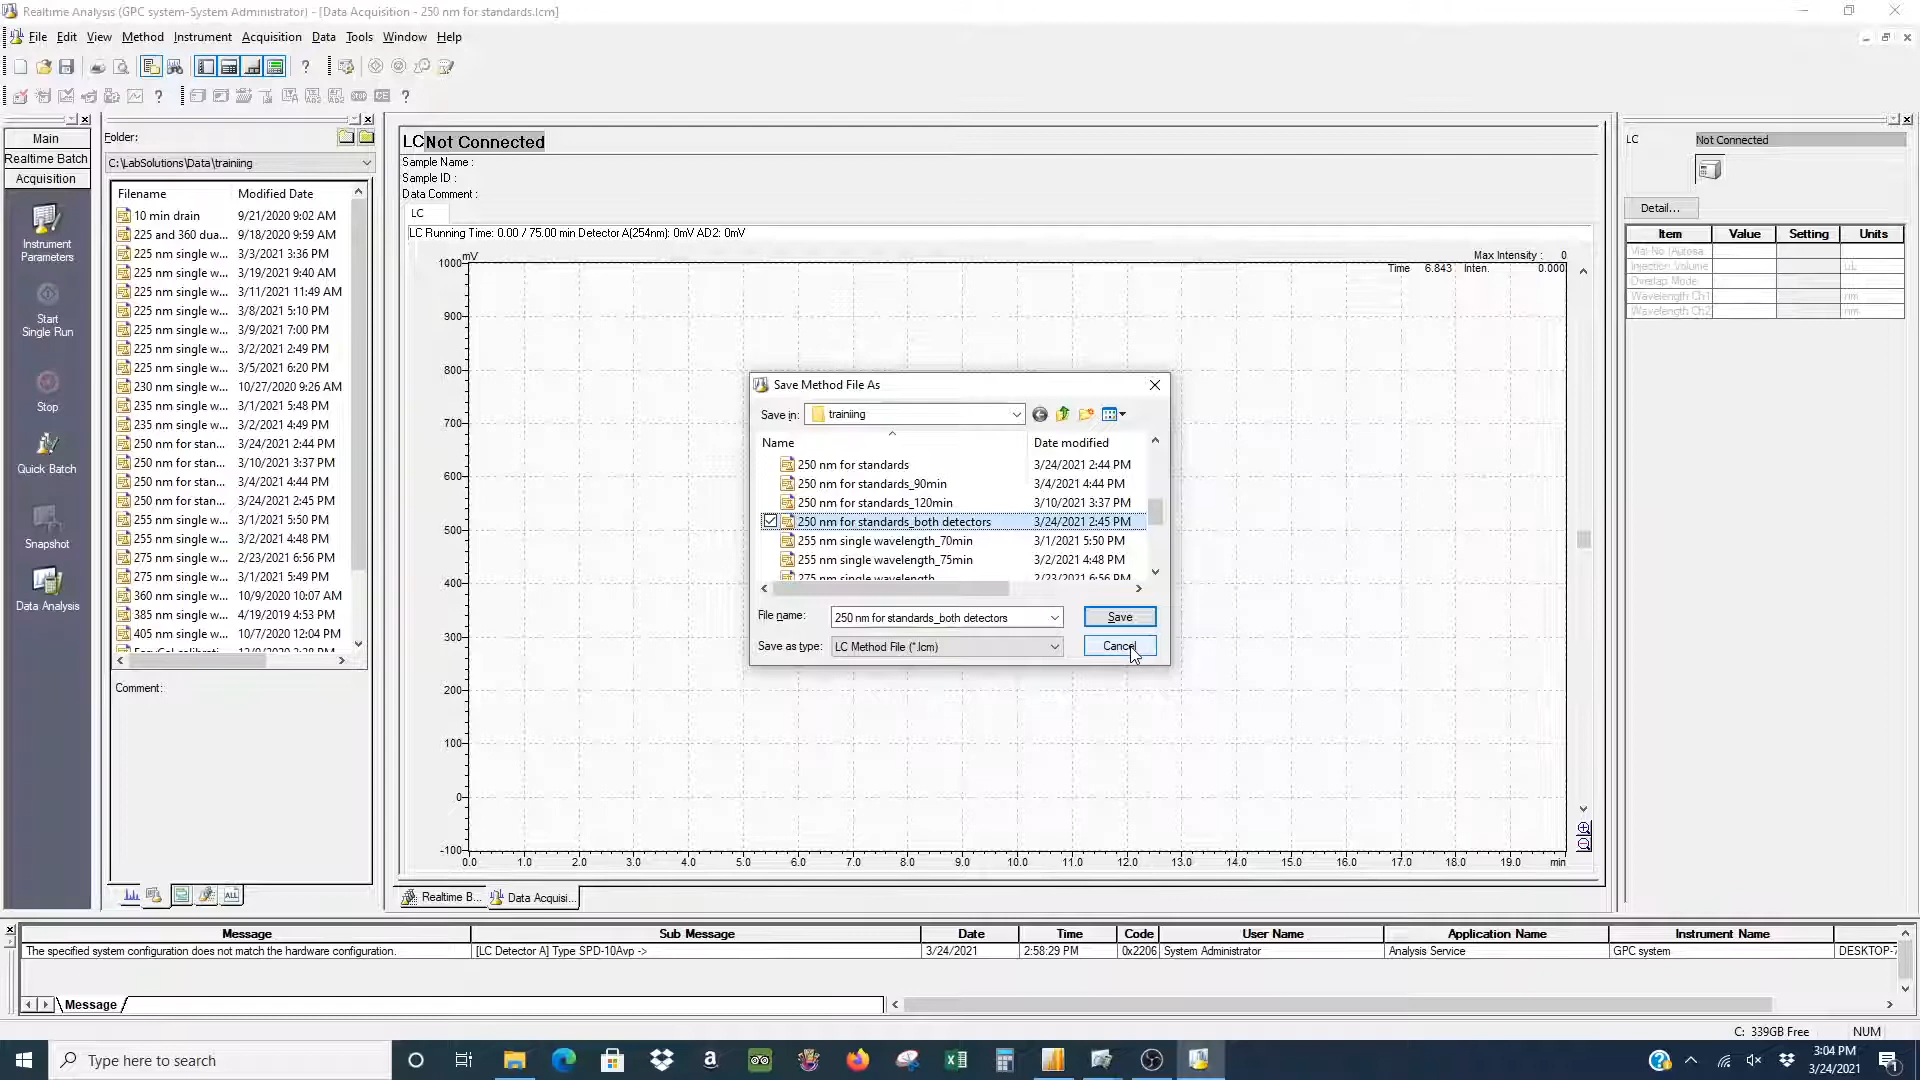 Realtime Analysis (GPC system-System Administrator) - [Data Acquisition - 250 nm for standards.lcm]
File Edit View Method Instrument Acquisition Data Tools Window Help
Main
Realtime Batch
Acquisition
Instrument Parameters
Start Single Run
Stop
Quick Batch
Snapshot
Data Analysis
Folder:
C:\LabSolutions\Data\trainiing
Filename Modified Date
10 min drain 9/21/2020 9:02 AM
225 and 360 dua... 9/18/2020 9:59 AM
225 nm single w... 3/3/2021 3:36 PM
225 nm single w... 3/19/2021 9:40 AM
225 nm single w... 3/11/2021 11:49 AM
225 nm single w... 3/8/2021 5:10 PM
225 nm single w... 3/9/2021 7:00 PM
225 nm single w... 3/2/2021 2:49 PM
225 nm single w... 3/5/2021 6:20 PM
230 nm single w... 10/27/2020 9:26 AM
235 nm single w... 3/1/2021 5:48 PM
235 nm single w... 3/2/2021 4:49 PM
250 nm for stan... 3/24/2021 2:44 PM
250 nm for stan... 3/10/2021 3:37 PM
250 nm for stan... 3/4/2021 4:44 PM
250 nm for stan... 3/24/2021 2:45 PM
255 nm single w... 3/1/2021 5:50 PM
255 nm single w... 3/2/2021 4:48 PM
275 nm single w... 2/23/2021 6:56 PM
275 nm single w... 3/1/2021 5:49 PM
360 nm single w... 10/9/2020 10:07 AM
385 nm single w... 4/19/2019 4:53 PM
405 nm single w... 10/7/2020 12:04 PM
Comment:
LC Not Connected
Sample Name :
Sample ID :
Data Comment :
LC
LC Running Time: 0.00 / 75.00 min Detector A(254nm): 0mV AD2: 0mV
mV
Max Intensity : 0
Time 6.843 Inten. 0.000
1000
900
800
700
600
500
400
300
200
100
0
-100
0.0 1.0 2.0 3.0 4.0 5.0 6.0 7.0 8.0 9.0 10.0 11.0 12.0 13.0 14.0 15.0 16.0 17.0 18.0 19.0 min
Save Method File As
Save in: trainiing
Name Date modified
250 nm for standards 3/24/2021 2:44 PM
250 nm for standards_90min 3/4/2021 4:44 PM
250 nm for standards_120min 3/10/2021 3:37 PM
250 nm for standards_both detectors 3/24/2021 2:45 PM
255 nm single wavelength_70min 3/1/2021 5:50 PM
255 nm single wavelength_75min 3/2/2021 4:48 PM
275 nm single wavelength 2/23/2021 6:56 PM
File name: 250 nm for standards_both detectors Save
Save as type: LC Method File (*.lcm) Cancel
Realtime B... Data Acquisi...
LC Not Connected
Detail...
Item Value Setting Units
Injection Volume uL
Overlap Mode
Wavelength Ch1 nm
Wavelength Ch2 nm
Message Sub Message Date Time Code User Name Application Name Instrument Name
The specified system configuration does not match the hardware configuration. [LC Detector A] Type SPD-10Avp -> 3/24/2021 2:58:29 PM 0x2206 System Administrator Analysis Service GPC system DESKTOP-7
Message
C: 339GB Free NUM
Type here to search
3:04 PM
3/24/2021